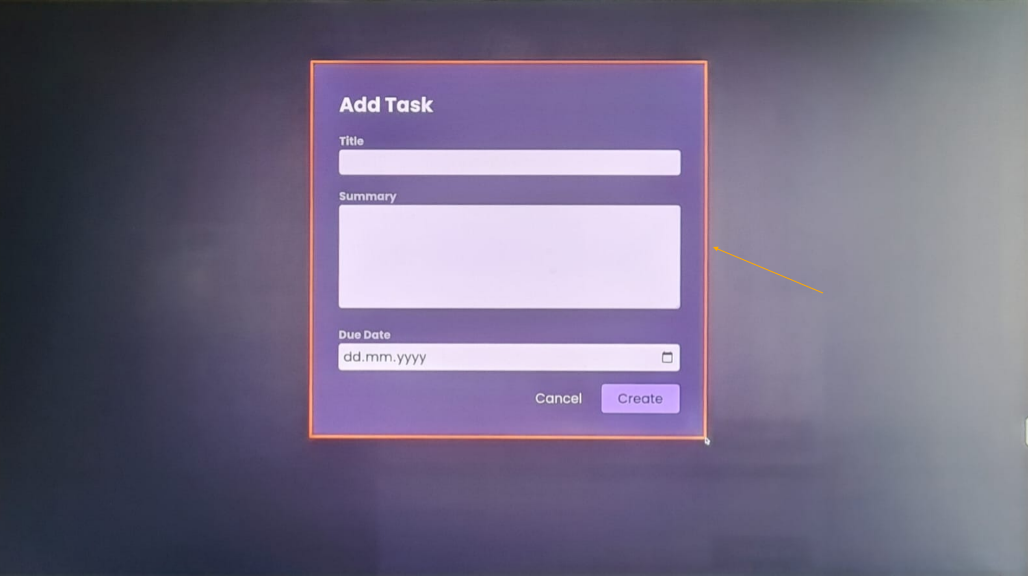 Add Task
Title
Summary
Due Date
dd.mm.yyyy
Cancel
Create